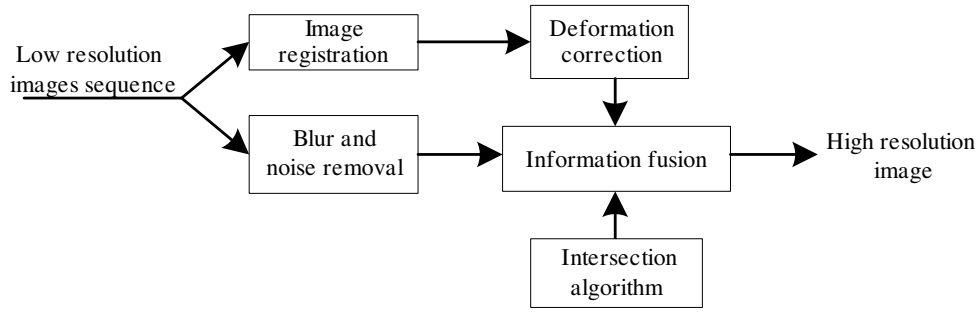 Low resolution
images sequence
Image
registration
Deformation
correction
Blur and
noise removal
Information fusion
High resolution
image
Intersection
algorithm